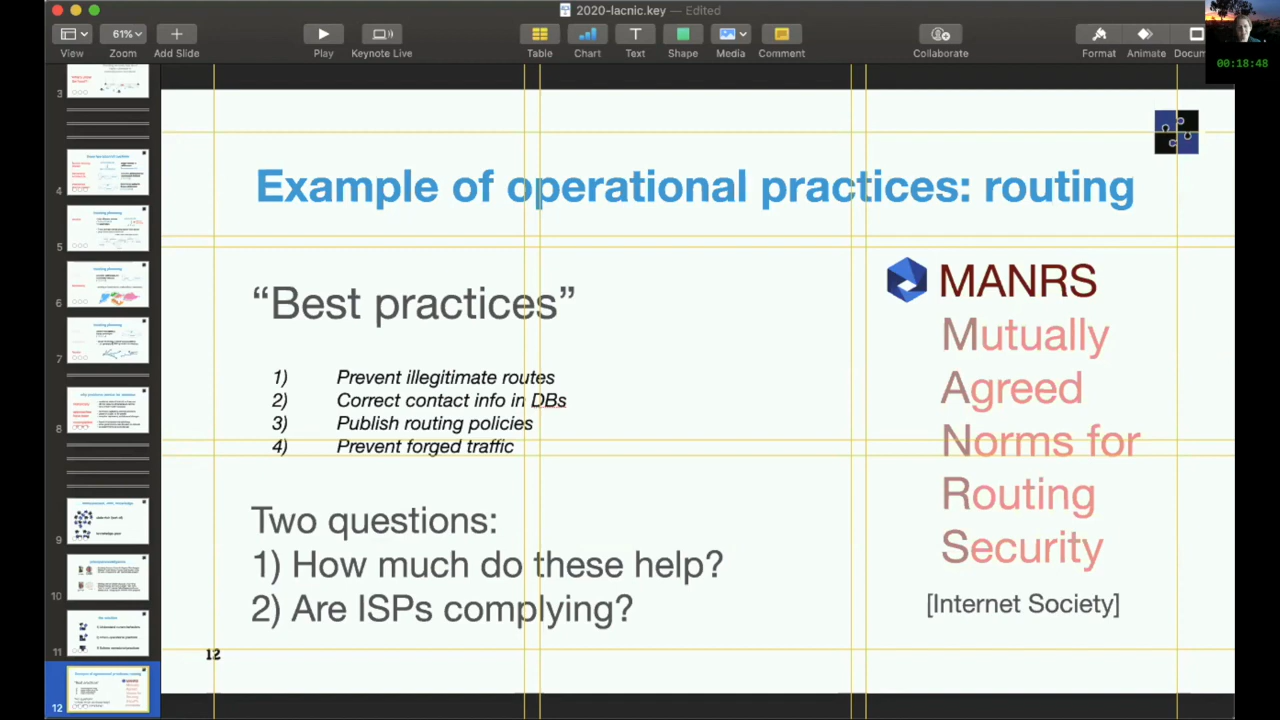 2020-lacnic.key — Edited
61%
View
Zoom
Add Slide
Play
Keynote Live
Table
Chart
Text
Shape
Media
Comment
Collaborate
Format
Animate
Docum
00:18:48
3
4
5
6
7
8
9
10
11
12
Example of operational practices: routing
“Best practices”
1) Prevent illegitimate routes
2) Correct contact info in DBs
3) Publish routing policies
4) Prevent forged traffic
Two questions:
1) How much do these help?
2) Are ISPs complying?
MANRS
Mutually
Agreed
Norms for
Routing
Security
[Internet Society]
12